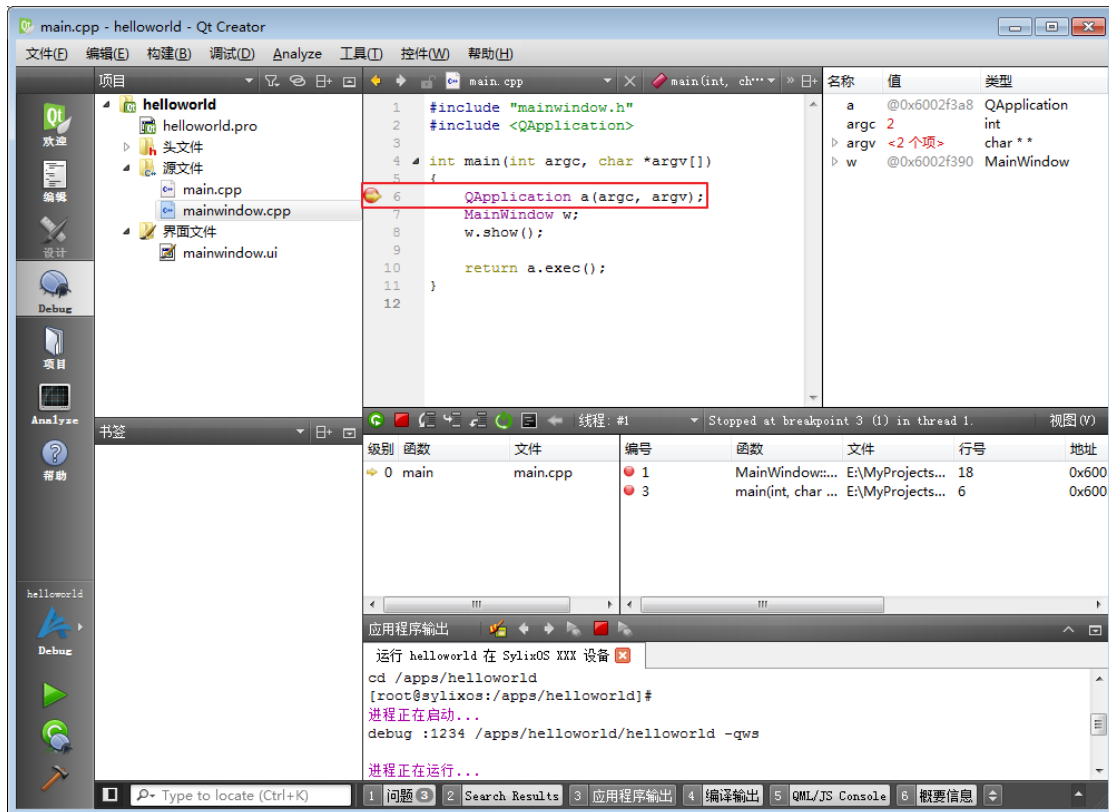 main.cpp - helloworld - Qt Creator
文件(F) 编辑(E) 构建(B) 调试(D) Analyze 工具(T) 控件(W) 帮助(H)
项目
main.cpp
main(int, ch…
名称 值 类型
欢迎
编辑
设计
Debug
项目
Analyze
帮助
helloworld
Debug
helloworld
helloworld.pro
头文件
源文件
main.cpp
mainwindow.cpp
界面文件
mainwindow.ui
书签
1 #include "mainwindow.h"
2 #include <QApplication>
3
4 int main(int argc, char *argv[])
5 {
6 QApplication a(argc, argv);
7 MainWindow w;
8 w.show();
9
10 return a.exec();
11 }
12
a @0x6002f3a8 QApplication
argc 2 int
argv <2 个项> char * *
w @0x6002f390 MainWindow
线程: #1 Stopped at breakpoint 3 (1) in thread 1. 视图(V)
级别 函数 文件
0 main main.cpp
编号 函数 文件 行号 地址
1 MainWindow::... E:\MyProjects... 18 0x600
3 main(int, char ... E:\MyProjects... 6 0x600
应用程序输出
运行 helloworld 在 SylixOS XXX 设备
cd /apps/helloworld
[root@sylixos:/apps/helloworld]#
进程正在启动...
debug :1234 /apps/helloworld/helloworld -qws
进程正在运行...
Type to locate (Ctrl+K)
1 问题 3 2 Search Results 3 应用程序输出 4 编译输出 5 QML/JS Console 6 概要信息